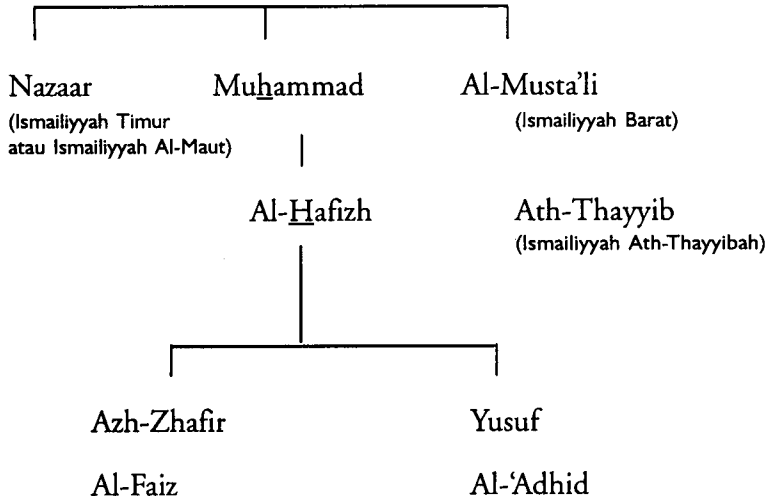 Nazaar Muhammad Al-Musta'li
(Ismailiyyah Timur (Ismailiyyah Barat)
atau Ismailiyyah Al-Maut)
Al-Hafizh Ath-Thayyib
(Ismailiyyah Ath-Thayyibah)
Azh-Zhafir Yusuf
Al-Faiz Al-‘Adhid